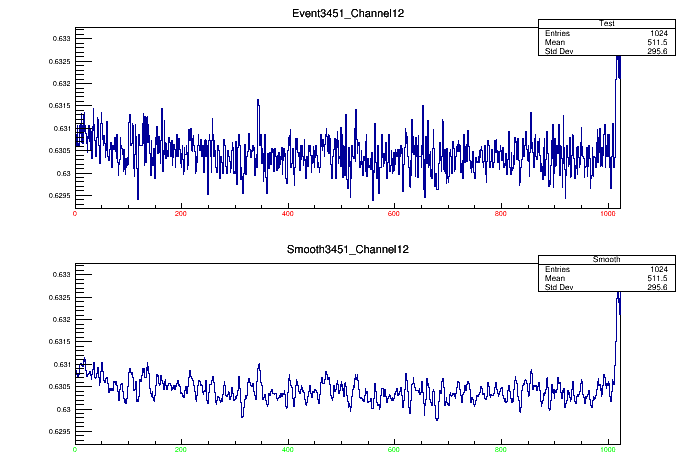 Event3451_Channel12
Test
Entries 1024
Mean 511.5
Std Dev 295.6
0.633
0.6325
0.632
0.6315
0.631
0.6305
0.63
0.6295
0 200 400 600 800 1000
Smooth3451_Channel12
Smooth
Entries 1024
Mean 511.5
Std Dev 295.6
0.633
0.6325
0.632
0.6315
0.631
0.6305
0.63
0.6295
0 200 400 600 800 1000